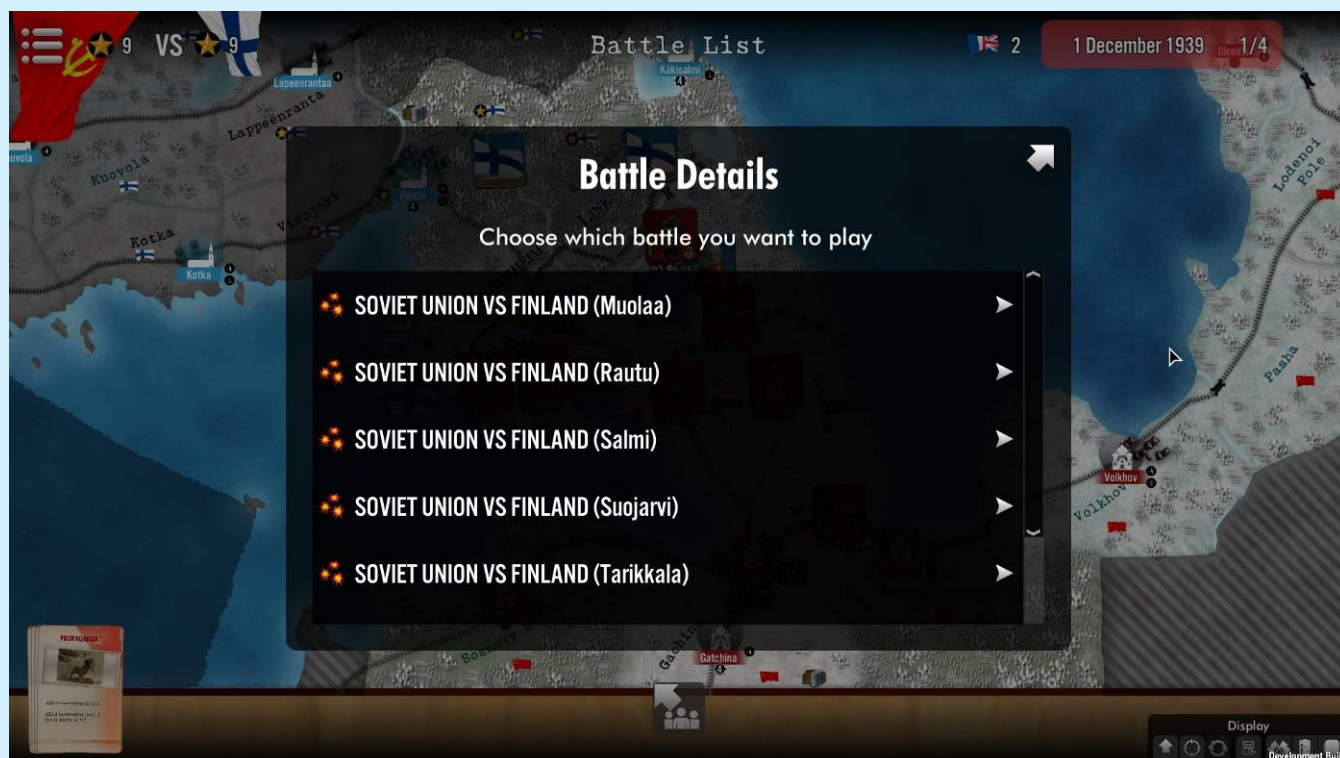 9 VS 9
Battle List
2
1 December 1939
1/4
Lapeenrantaa
Käkisalmi
Lappeenranta
Kuovola
Virojoki
Kotka
Kotka
Lodenoi
Pole
Pasha
Volkhov
Volkhov
Battle Details
Choose which battle you want to play
SOVIET UNION VS FINLAND (Muolaa)
SOVIET UNION VS FINLAND (Rautu)
SOVIET UNION VS FINLAND (Salmi)
SOVIET UNION VS FINLAND (Suojarvi)
SOVIET UNION VS FINLAND (Tarikkala)
Gatchina
PROPAGANDA
Display